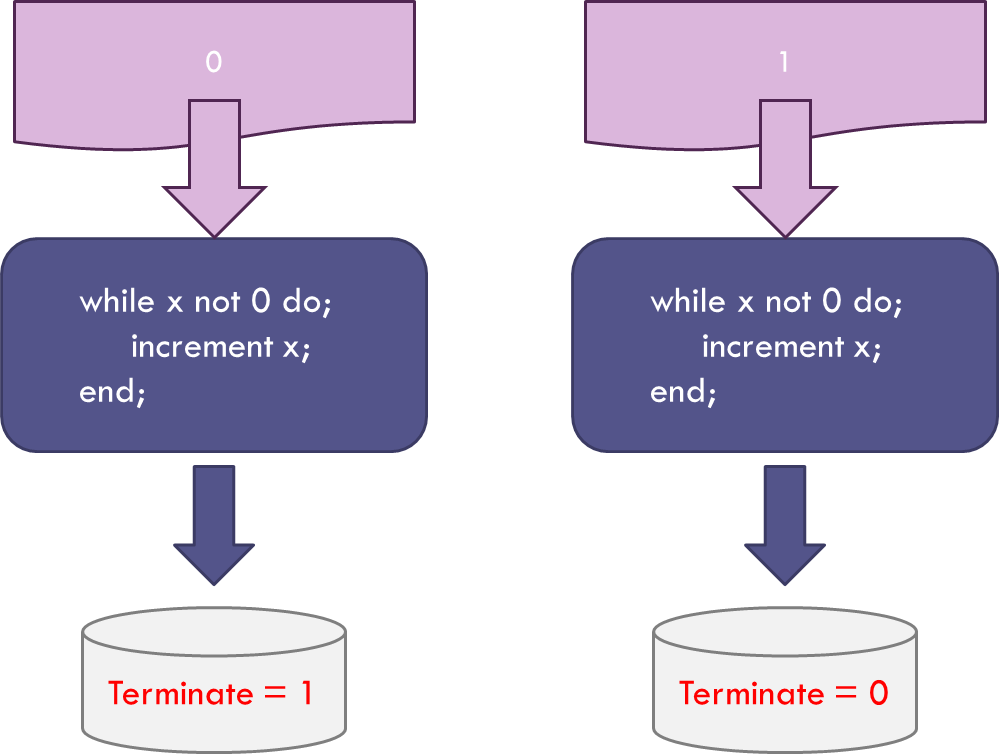 0
while x not 0 do;
increment x;
end;
Terminate = 1
1
while x not 0 do;
increment x;
end;
Terminate = 0